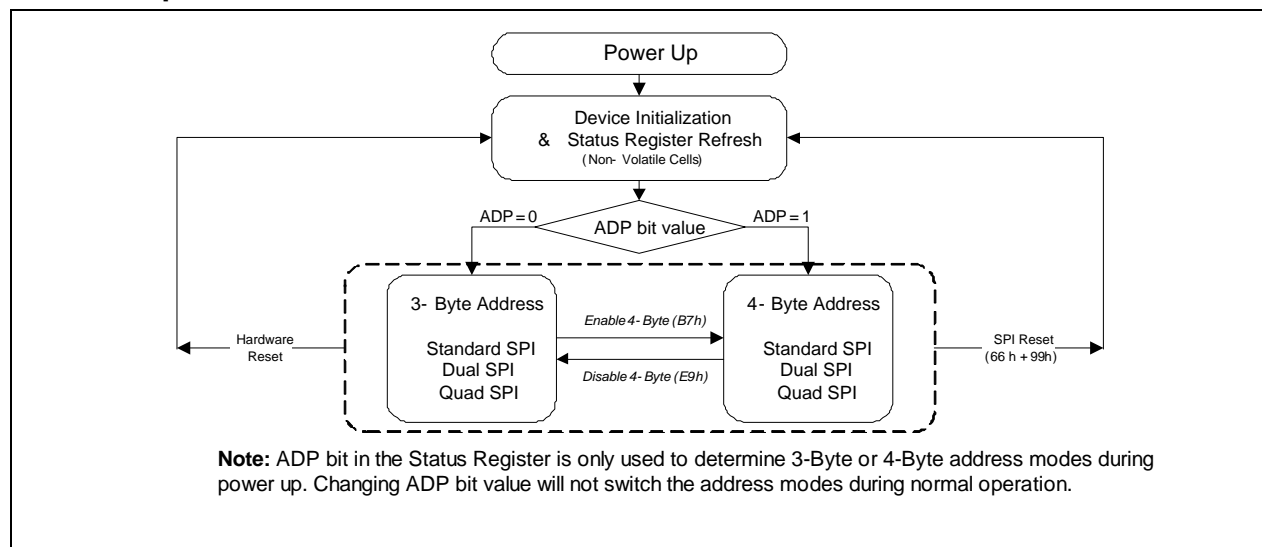 Power Up
Device Initialization
& Status Register Refresh
(Non- Volatile Cells)
ADP = 0
ADP bit value
ADP = 1
3- Byte Address
Standard SPI
Dual SPI
Quad SPI
Enable 4- Byte (B7h)
Disable 4- Byte (E9h)
4- Byte Address
Standard SPI
Dual SPI
Quad SPI
Hardware
Reset
SPI Reset
(66 h + 99h)
Note: ADP bit in the Status Register is only used to determine 3-Byte or 4-Byte address modes during
power up. Changing ADP bit value will not switch the address modes during normal operation.